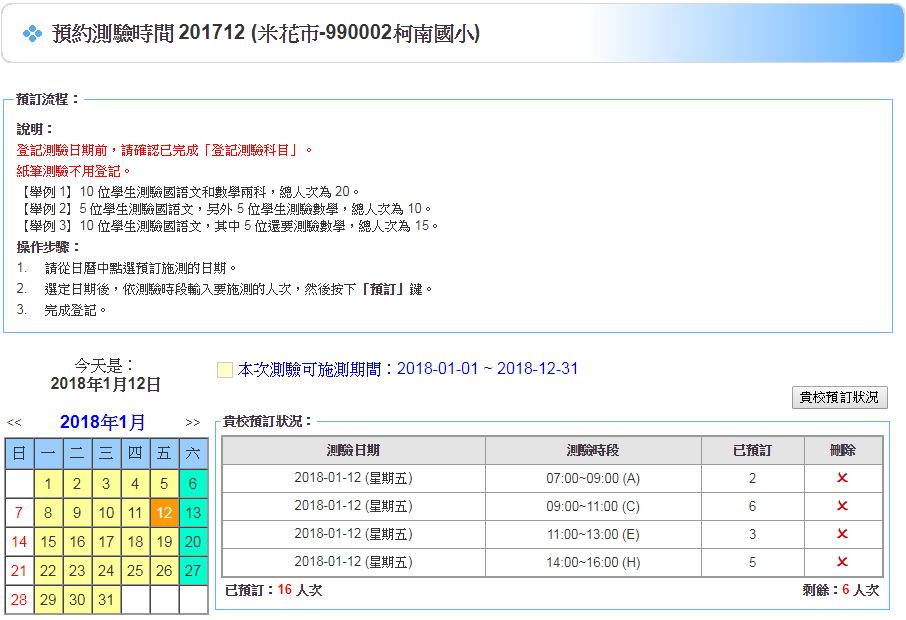 預約測驗時間 201712 (米花市-990002柯南國小)
預訂流程：
說明：
登記測驗日期前，請確認已完成「登記測驗科目」。
紙筆測驗不用登記。
【舉例 1】10 位學生測驗國語文和數學兩科，總人次為 20。
【舉例 2】5 位學生測驗國語文，另外 5 位學生測驗數學，總人次為 10。
【舉例 3】10 位學生測驗國語文，其中 5 位還要測驗數學，總人次為 15。
操作步驟：
1. 請從日曆中點選預訂施測的日期。
2. 選定日期後，依測驗時段輸入要施測的人次，然後按下「預訂」鍵。
3. 完成登記。
今天是：
2018年1月12日
<< 2018年1月 >>
日 一 二 三 四 五 六
1 2 3 4 5 6
7 8 9 10 11 12 13
14 15 16 17 18 19 20
21 22 23 24 25 26 27
28 29 30 31
本次測驗可施測期間：2018-01-01 ~ 2018-12-31
貴校預訂狀況
貴校預訂狀況：
測驗日期 測驗時段 已預訂 刪除
2018-01-12 (星期五) 07:00~09:00 (A) 2 ✕
2018-01-12 (星期五) 09:00~11:00 (C) 6 ✕
2018-01-12 (星期五) 11:00~13:00 (E) 3 ✕
2018-01-12 (星期五) 14:00~16:00 (H) 5 ✕
已預訂：16 人次 剩餘：6 人次